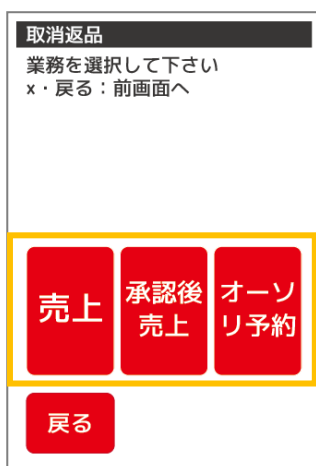 取消返品
業務を選択して下さい
x・戻る：前画面へ
売上
承認後
売上
オーソ
リ予約
戻る